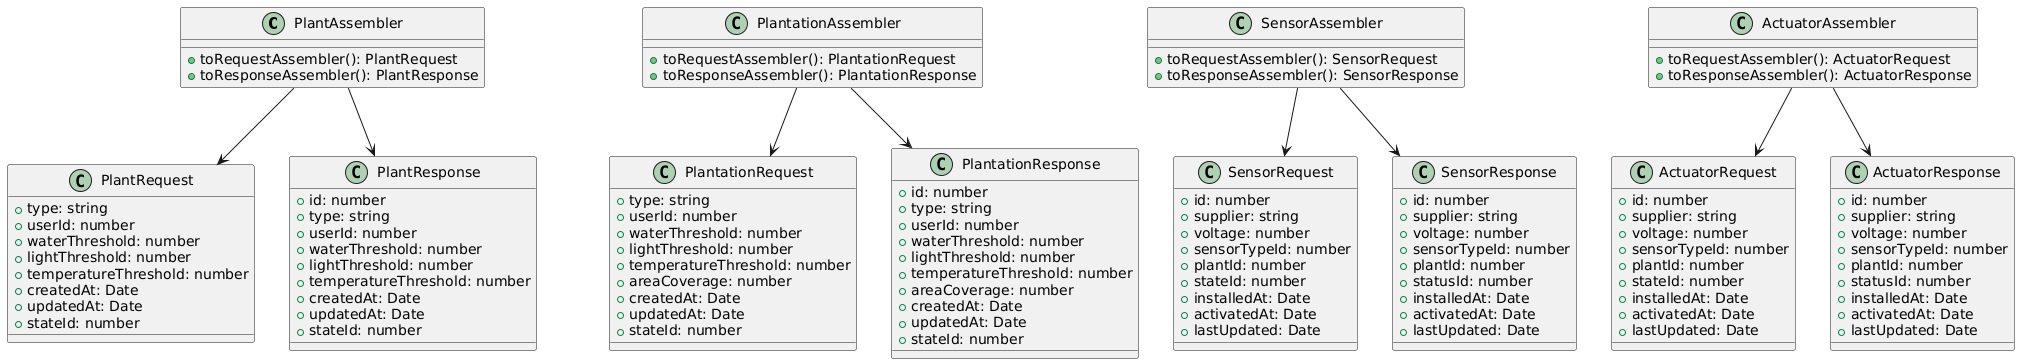 C PlantAssembler
toRequestAssembler(): PlantRequest
toResponseAssembler(): PlantResponse
C PlantationAssembler
toRequestAssembler(): PlantationRequest
toResponseAssembler(): PlantationResponse
C SensorAssembler
toRequestAssembler(): SensorRequest
toResponseAssembler(): SensorResponse
C ActuatorAssembler
toRequestAssembler(): ActuatorRequest
toResponseAssembler(): ActuatorResponse
C PlantRequest
type: string
userId: number
waterThreshold: number
lightThreshold: number
temperatureThreshold: number
createdAt: Date
updatedAt: Date
stateId: number
C PlantResponse
id: number
type: string
userId: number
waterThreshold: number
lightThreshold: number
temperatureThreshold: number
createdAt: Date
updatedAt: Date
stateId: number
C PlantationRequest
type: string
userId: number
waterThreshold: number
lightThreshold: number
temperatureThreshold: number
areaCoverage: number
createdAt: Date
updatedAt: Date
stateId: number
C PlantationResponse
id: number
type: string
userId: number
waterThreshold: number
lightThreshold: number
temperatureThreshold: number
areaCoverage: number
createdAt: Date
updatedAt: Date
stateId: number
C SensorRequest
id: number
supplier: string
voltage: number
sensorTypeId: number
plantId: number
stateId: number
installedAt: Date
activatedAt: Date
lastUpdated: Date
C SensorResponse
id: number
supplier: string
voltage: number
sensorTypeId: number
plantId: number
statusId: number
installedAt: Date
activatedAt: Date
lastUpdated: Date
C ActuatorRequest
id: number
supplier: string
voltage: number
sensorTypeId: number
plantId: number
stateId: number
installedAt: Date
activatedAt: Date
lastUpdated: Date
C ActuatorResponse
id: number
supplier: string
voltage: number
sensorTypeId: number
plantId: number
statusId: number
installedAt: Date
activatedAt: Date
lastUpdated: Date